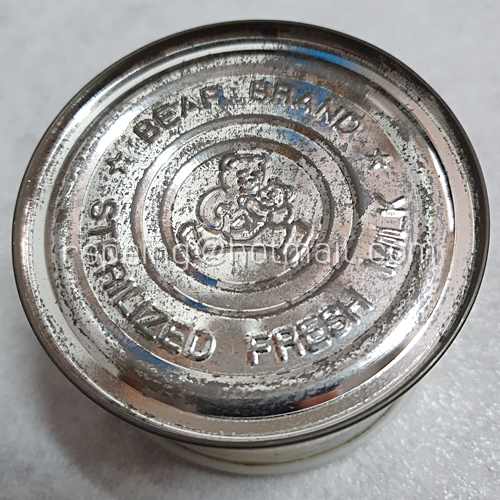 ★ BEAR BRAND ★
STERILIZED FRESH MILK